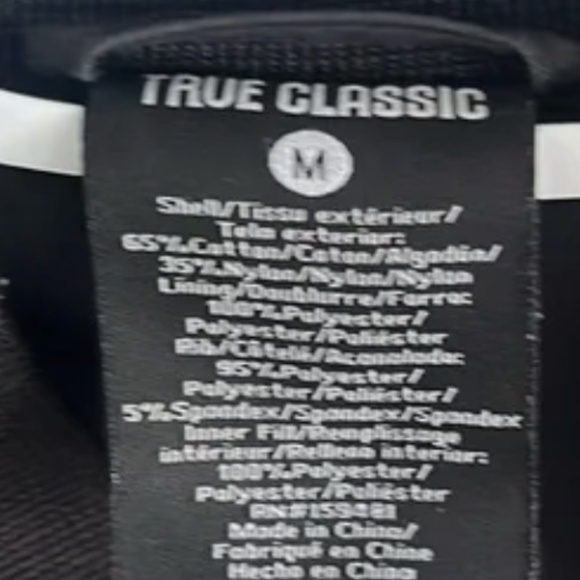 TRUE CLASSIC
M
Shell/Tissu extérieur/
Tela exterior:
65%Cotton/Coton/Algodón/
35%Nylon/Nylon/Nylon
Lining/Doublure/Forro:
100%Polyester/
Polyester/Poliéster
Rib/Côtelé/Acanalado:
95%Polyester/
Polyester/Poliéster/
5%Spandex/Spandex/Spandex
Inner Fill/Remplissage
intérieur/Relleno interior:
100%Polyester/
Polyester/Poliéster
Made in China/
Fabriqué en Chine
Hecho en China